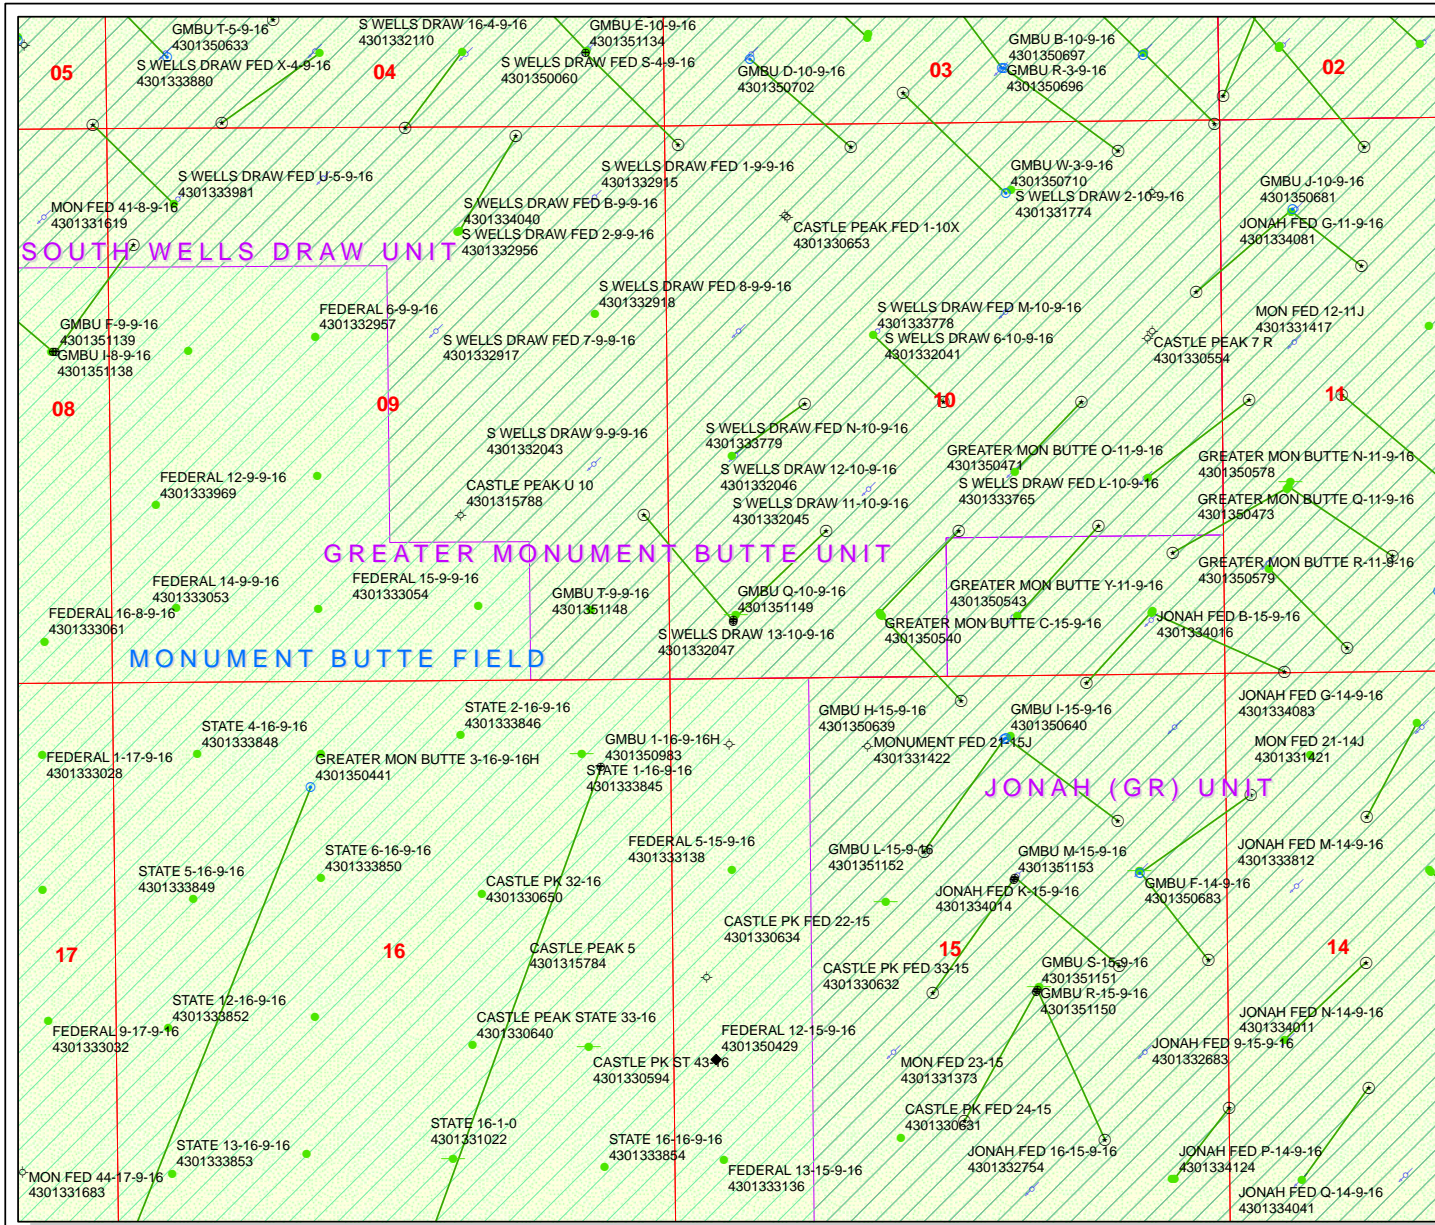 GMBU T-5-9-16
4301350633
S WELLS DRAW 16-4-9-16
4301332110
GMBU E-10-9-16
4301351134
GMBU B-10-9-16
4301350697
05
S WELLS DRAW FED X-4-9-16
4301333880
04
S WELLS DRAW FED S-4-9-16
4301350060
GMBU D-10-9-16
4301350702
03
GMBU R-3-9-16
4301350696
02
S WELLS DRAW FED U-5-9-16
4301333981
S WELLS DRAW FED 1-9-9-16
4301332915
GMBU W-3-9-16
4301350710
GMBU J-10-9-16
4301350681
MON FED 41-8-9-16
4301331619
S WELLS DRAW FED B-9-9-16
4301334040
S WELLS DRAW 2-10-9-16
4301331774
CASTLE PEAK FED 1-10X
4301330653
JONAH FED G-11-9-16
4301334081
S WELLS DRAW FED 2-9-9-16
4301332956
SOUTH WELLS DRAW UNIT
S WELLS DRAW FED 8-9-9-16
4301332918
FEDERAL 6-9-9-16
4301332957
S WELLS DRAW FED M-10-9-16
4301333778
MON FED 12-11J
4301331417
GMBU F-9-9-16
4301351139
S WELLS DRAW FED 7-9-9-16
4301332917
S WELLS DRAW 6-10-9-16
4301332041
CASTLE PEAK 7 R
4301330554
GMBU I-8-9-16
4301351138
08
09
10
11
S WELLS DRAW 9-9-9-16
4301332043
S WELLS DRAW FED N-10-9-16
4301333779
GREATER MON BUTTE O-11-9-16
4301350471
GREATER MON BUTTE N-11-9-16
4301350578
FEDERAL 12-9-9-16
4301333969
CASTLE PEAK U 10
4301315788
S WELLS DRAW 12-10-9-16
4301332046
S WELLS DRAW FED L-10-9-16
4301333765
S WELLS DRAW 11-10-9-16
4301332045
GREATER MON BUTTE Q-11-9-16
4301350473
GREATER MONUMENT BUTTE UNIT
GREATER MON BUTTE R-11-9-16
4301350579
FEDERAL 14-9-9-16
4301333053
FEDERAL 15-9-9-16
4301333054
GMBU T-9-9-16
4301351148
GMBU Q-10-9-16
4301351149
GREATER MON BUTTE Y-11-9-16
4301350543
FEDERAL 16-8-9-16
4301333061
GREATER MON BUTTE C-15-9-16
4301350540
JONAH FED B-15-9-16
4301334016
S WELLS DRAW 13-10-9-16
4301332047
MONUMENT BUTTE FIELD
STATE 2-16-9-16
4301333846
GMBU H-15-9-16
4301350639
GMBU I-15-9-16
4301350640
JONAH FED G-14-9-16
4301334083
STATE 4-16-9-16
4301333848
GMBU 1-16-9-16H
4301350983
MONUMENT FED 21-15J
4301331422
MON FED 21-14J
4301331421
FEDERAL 1-17-9-16
4301333028
GREATER MON BUTTE 3-16-9-16H
4301350441
STATE 1-16-9-16
4301333845
JONAH (GR) UNIT
STATE 6-16-9-16
4301333850
FEDERAL 5-15-9-16
4301333138
GMBU L-15-9-16
4301351152
GMBU M-15-9-16
4301351153
JONAH FED M-14-9-16
4301333812
STATE 5-16-9-16
4301333849
CASTLE PK 32-16
4301330650
JONAH FED K-15-9-16
4301334014
GMBU F-14-9-16
4301350683
CASTLE PK FED 22-15
4301330634
17
16
CASTLE PEAK 5
4301315784
15
14
CASTLE PK FED 33-15
4301330632
GMBU S-15-9-16
4301351151
GMBU R-15-9-16
4301351150
STATE 12-16-9-16
4301333852
CASTLE PEAK STATE 33-16
4301330640
JONAH FED N-14-9-16
4301334011
FEDERAL 9-17-9-16
4301333032
FEDERAL 12-15-9-16
4301350429
JONAH FED 9-15-9-16
4301332683
CASTLE PK ST 43-16
4301330594
MON FED 23-15
4301331373
CASTLE PK FED 24-15
4301330631
STATE 16-1-0
4301331022
STATE 13-16-9-16
4301333853
STATE 16-16-9-16
4301333854
JONAH FED 16-15-9-16
4301332754
JONAH FED P-14-9-16
4301334124
MON FED 44-17-9-16
4301331683
FEDERAL 13-15-9-16
4301333136
JONAH FED Q-14-9-16
4301334041